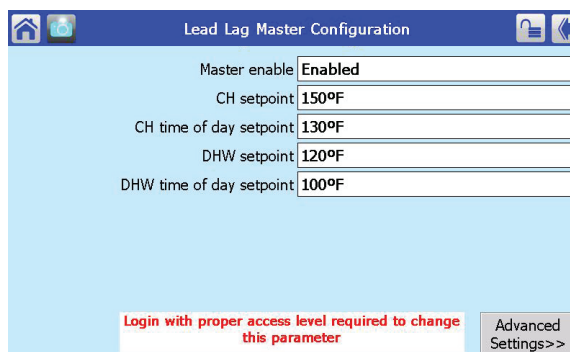 Lead Lag Master Configuration
Master enable Enabled
CH setpoint 150ºF
CH time of day setpoint 130ºF
DHW setpoint 120ºF
DHW time of day setpoint 100ºF
Login with proper access level required to change
this parameter
Advanced
Settings>>